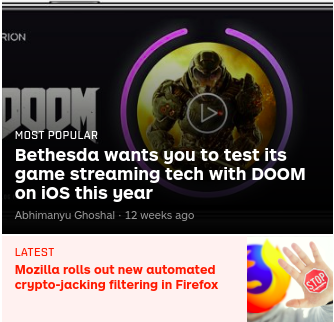 RION
DOOM
MOST POPULAR
Bethesda wants you to test its
game streaming tech with DOOM
on iOS this year
Abhimanyu Ghoshal · 12 weeks ago
LATEST
Mozilla rolls out new automated
crypto-jacking filtering in Firefox
STOP